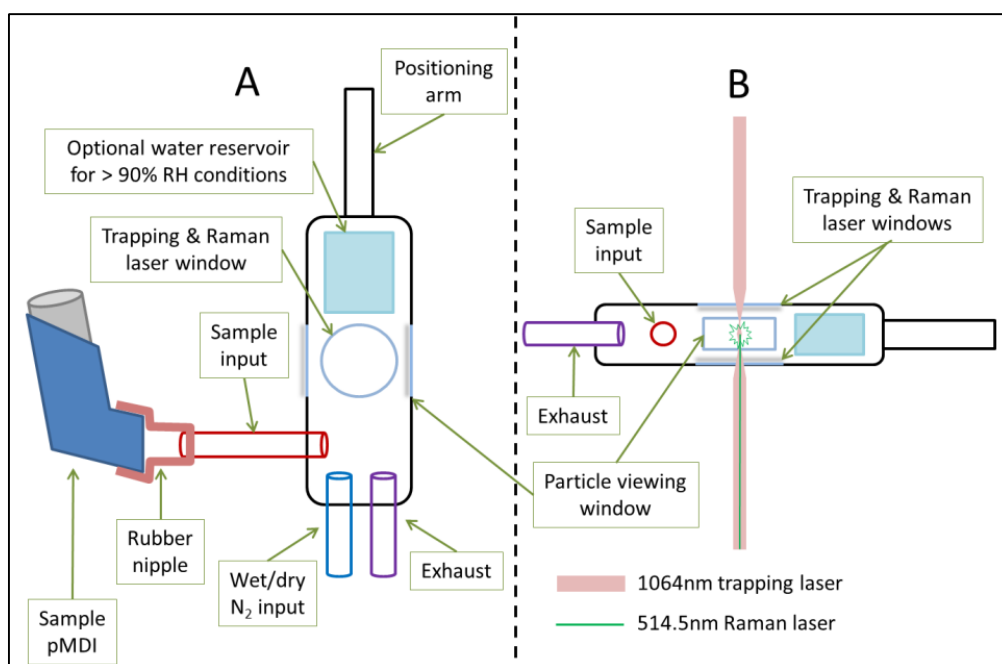 A
Positioning
arm
Optional water reservoir
for > 90% RH conditions
Trapping & Raman
laser window
Sample
input
Rubber
nipple
Sample
pMDI
Wet/dry
N₂ input
Exhaust
B
Sample
input
Trapping & Raman
laser windows
Exhaust
Particle viewing
window
1064nm trapping laser
514.5nm Raman laser